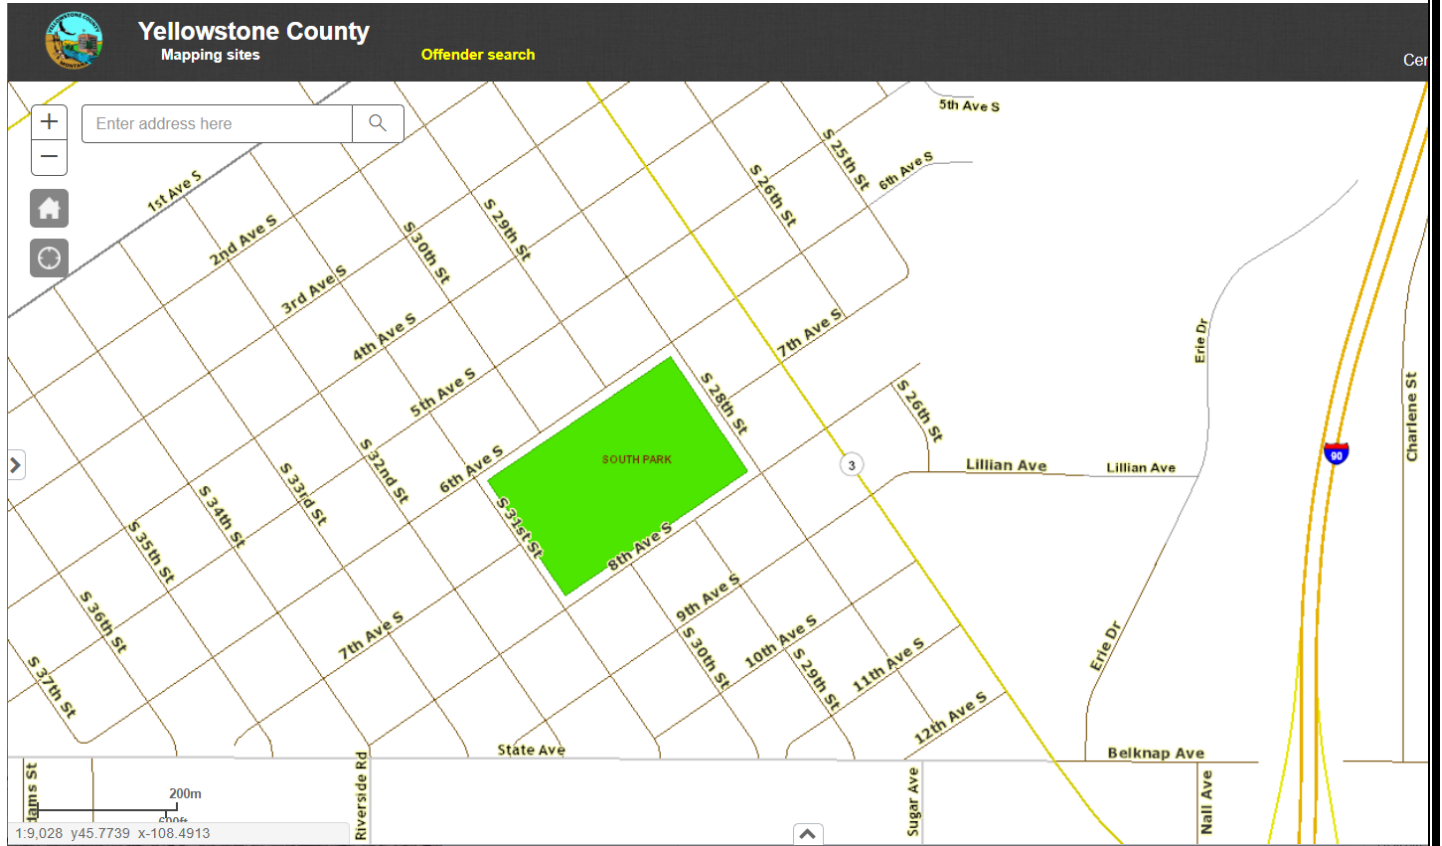 Yellowstone County
Mapping sites
Offender search
Cer
+
Enter address here
−
5th Ave S
S 25th St
6th Ave S
S 26th St
1st Ave S
S 29th St
2nd Ave S
S 30th St
3rd Ave S
4th Ave S
7th Ave S
Erie Dr
5th Ave S
S 28th St
S 26th St
Charlene St
SOUTH PARK
3
90
Lillian Ave
Lillian Ave
6th Ave S
S 32nd St
S 33rd St
S 34th St
S 31st St
S 35th St
8th Ave S
9th Ave S
S 36th St
7th Ave S
10th Ave S
S 30th St
Erie Dr
S 29th St
11th Ave S
S 37th St
12th Ave S
State Ave
Belknap Ave
Riverside Rd
Sugar Ave
Nall Ave
200m
1:9,028 y45.7739 x-108.4913